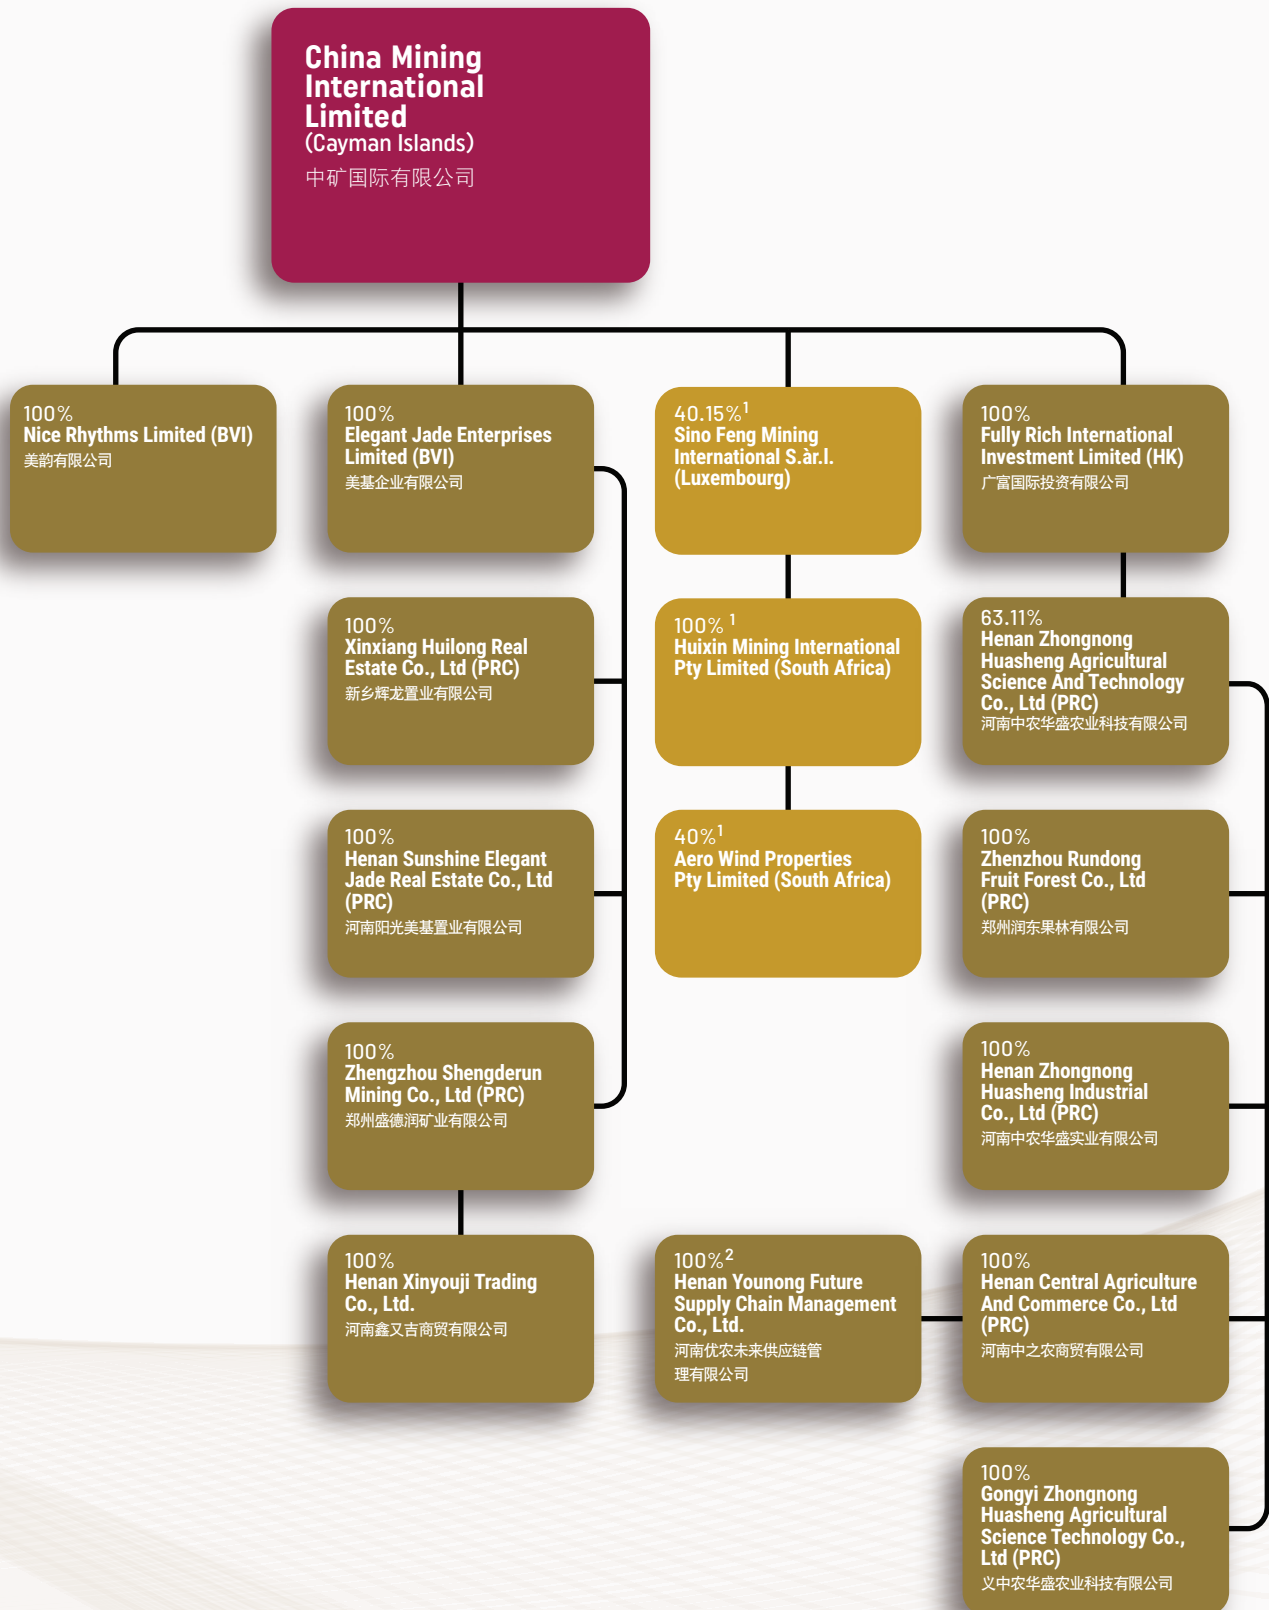 China Mining
International
Limited
(Cayman Islands)
中矿国际有限公司
100%
Nice Rhythms Limited (BVI)
美韵有限公司
100%
Elegant Jade Enterprises
Limited (BVI)
美基企业有限公司
40.15%1
Sino Feng Mining
International S.àr.l.
(Luxembourg)
100%
Fully Rich International
Investment Limited (HK)
广富国际投资有限公司
100%
Xinxiang Huilong Real
Estate Co., Ltd (PRC)
新乡辉龙置业有限公司
100% 1
Huixin Mining International
Pty Limited (South Africa)
63.11%
Henan Zhongnong
Huasheng Agricultural
Science And Technology
Co., Ltd (PRC)
河南中农华盛农业科技有限公司
100%
Henan Sunshine Elegant
Jade Real Estate Co., Ltd
(PRC)
河南阳光美基置业有限公司
40%1
Aero Wind Properties
Pty Limited (South Africa)
100%
Zhenzhou Rundong
Fruit Forest Co., Ltd
(PRC)
郑州润东果林有限公司
100%
Zhengzhou Shengderun
Mining Co., Ltd (PRC)
郑州盛德润矿业有限公司
100%
Henan Zhongnong
Huasheng Industrial
Co., Ltd (PRC)
河南中农华盛实业有限公司
100%
Henan Xinyouji Trading
Co., Ltd.
河南鑫又吉商贸有限公司
100%2
Henan Younong Future
Supply Chain Management
Co., Ltd.
河南优农未来供应链管
理有限公司
100%
Henan Central Agriculture
And Commerce Co., Ltd
(PRC)
河南中之农商贸有限公司
100%
Gongyi Zhongnong
Huasheng Agricultural
Science Technology Co.,
Ltd (PRC)
义中农华盛农业科技有限公司